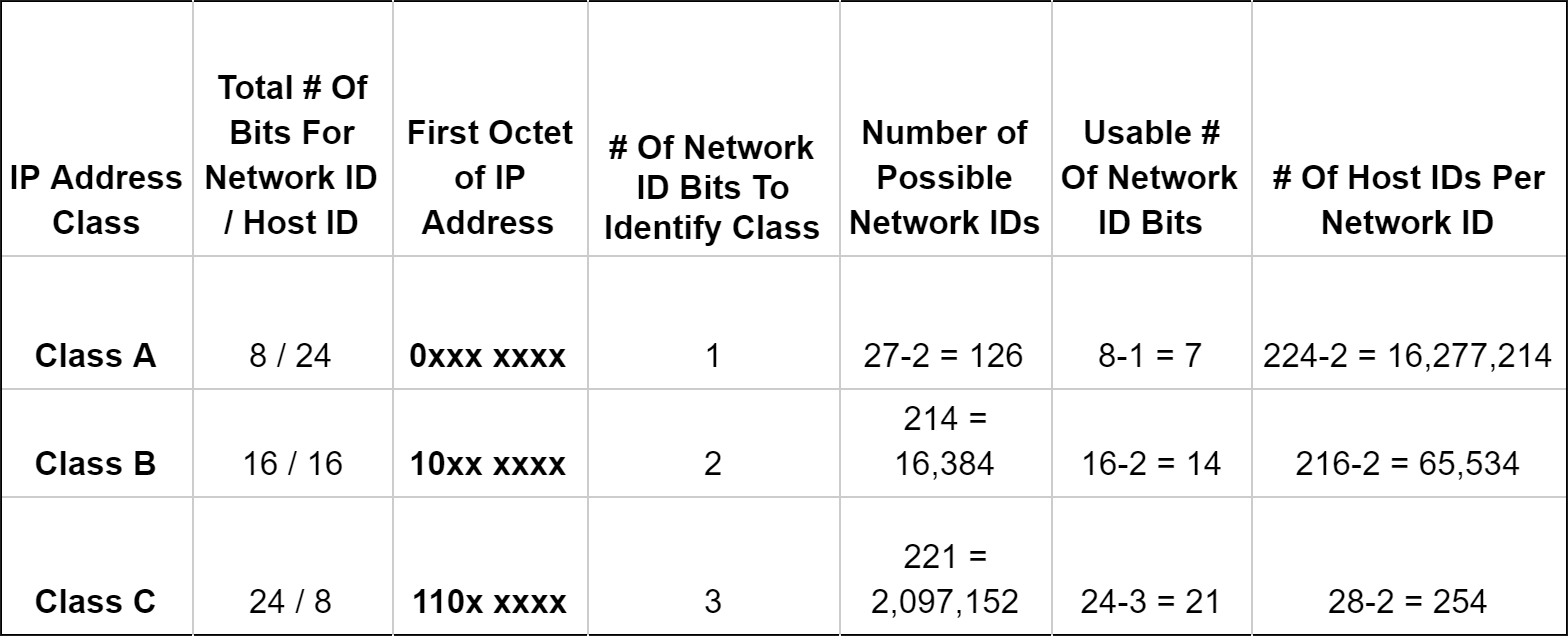 IP Address
Class
Total # Of
Bits For
Network ID
/ Host ID
First Octet
of IP
Address
# Of Network
ID Bits To
Identify Class
Number of
Possible
Network IDs
Usable #
Of Network
ID Bits
# Of Host IDs Per
Network ID
Class A
8 / 24
0xxx xxxx
1
27-2 = 126
8-1 = 7
224-2 = 16,277,214
Class B
16 / 16
10xx xxxx
2
214 =
16,384
16-2 = 14
216-2 = 65,534
Class C
24 / 8
110x xxxx
3
221 =
2,097,152
24-3 = 21
28-2 = 254